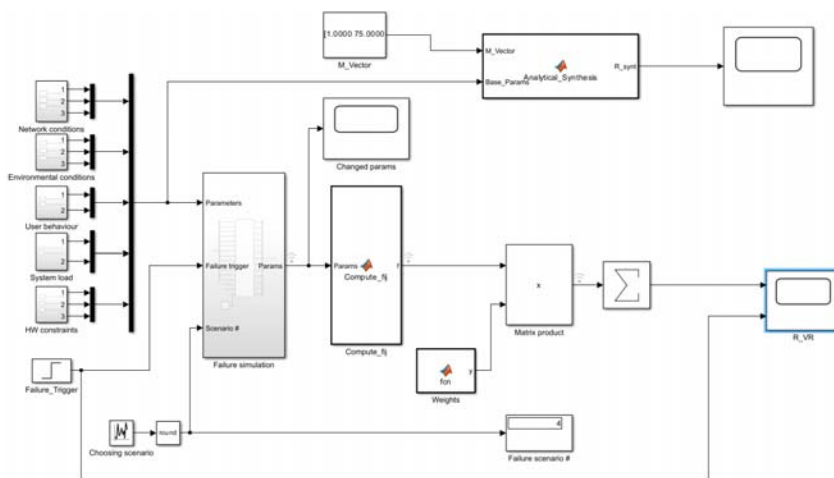 [1.0000 75.0000
M_Vector
M_Vector
Base_Params
Analytical_Synthesis
R_synt
1
2
3
Network conditions
1
2
3
Environmental conditions
1
2
User behaviour
1
2
System load
1
2
3
HW constraints
Changed params
Parameters
Failure trigger
Scenario #
Params
Failure simulation
Params
Compute_fij
Compute_fij
x
Matrix product
R_VR
fcn
y
Weights
Failure_Trigger
Choosing scenario
round
4
Failure scenario #